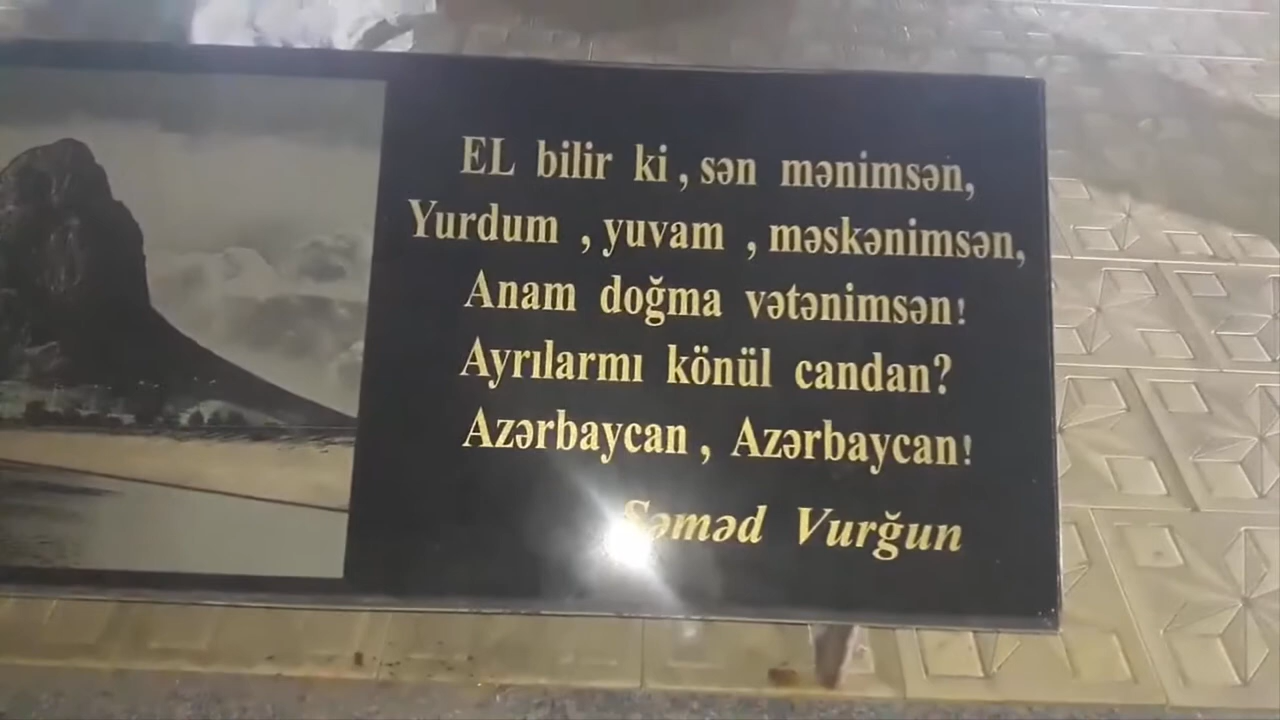 EL bilir ki , sən mənimsən,
Yurdum , yuvam , məskənimsən,
Anam doğma vətənimsən!
Ayrılarmı könül candan?
Azərbaycan , Azərbaycan!
Səməd Vurğun